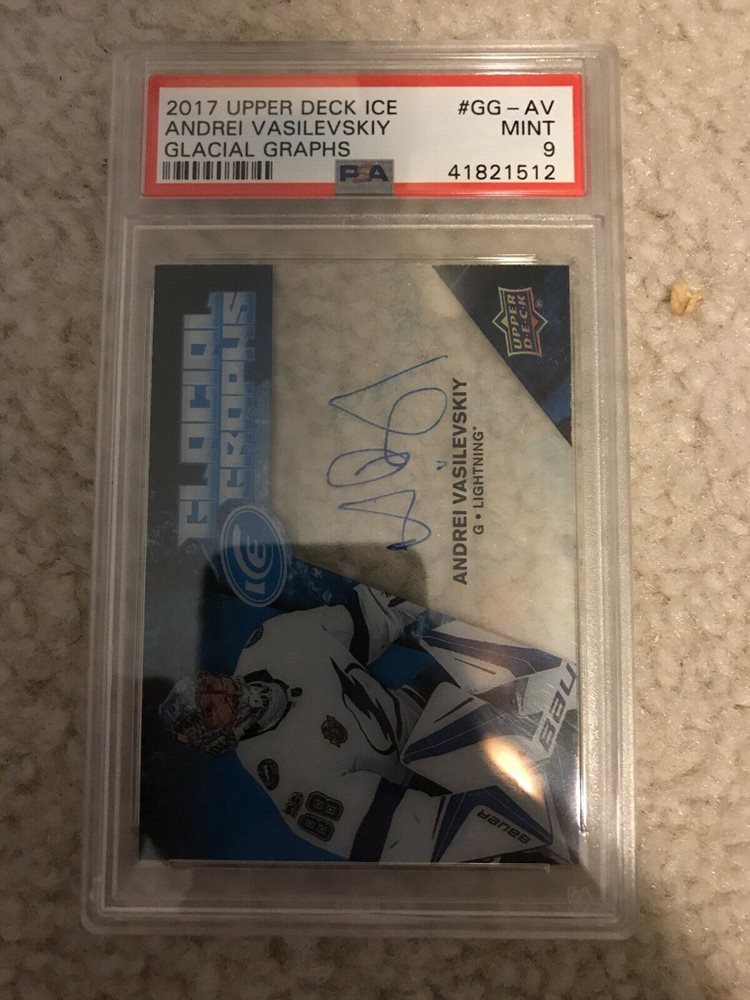 2017 UPPER DECK ICE #GG-AV
ANDREI VASILEVSKIY MINT
GLACIAL GRAPHS 9
PSA 41821512
UPPER
D·E·C·K
®
GLACIAL
GRAPHS
ICE
ANDREI VASILEVSKIY
G • LIGHTNING®
88
BAUER
BAUER